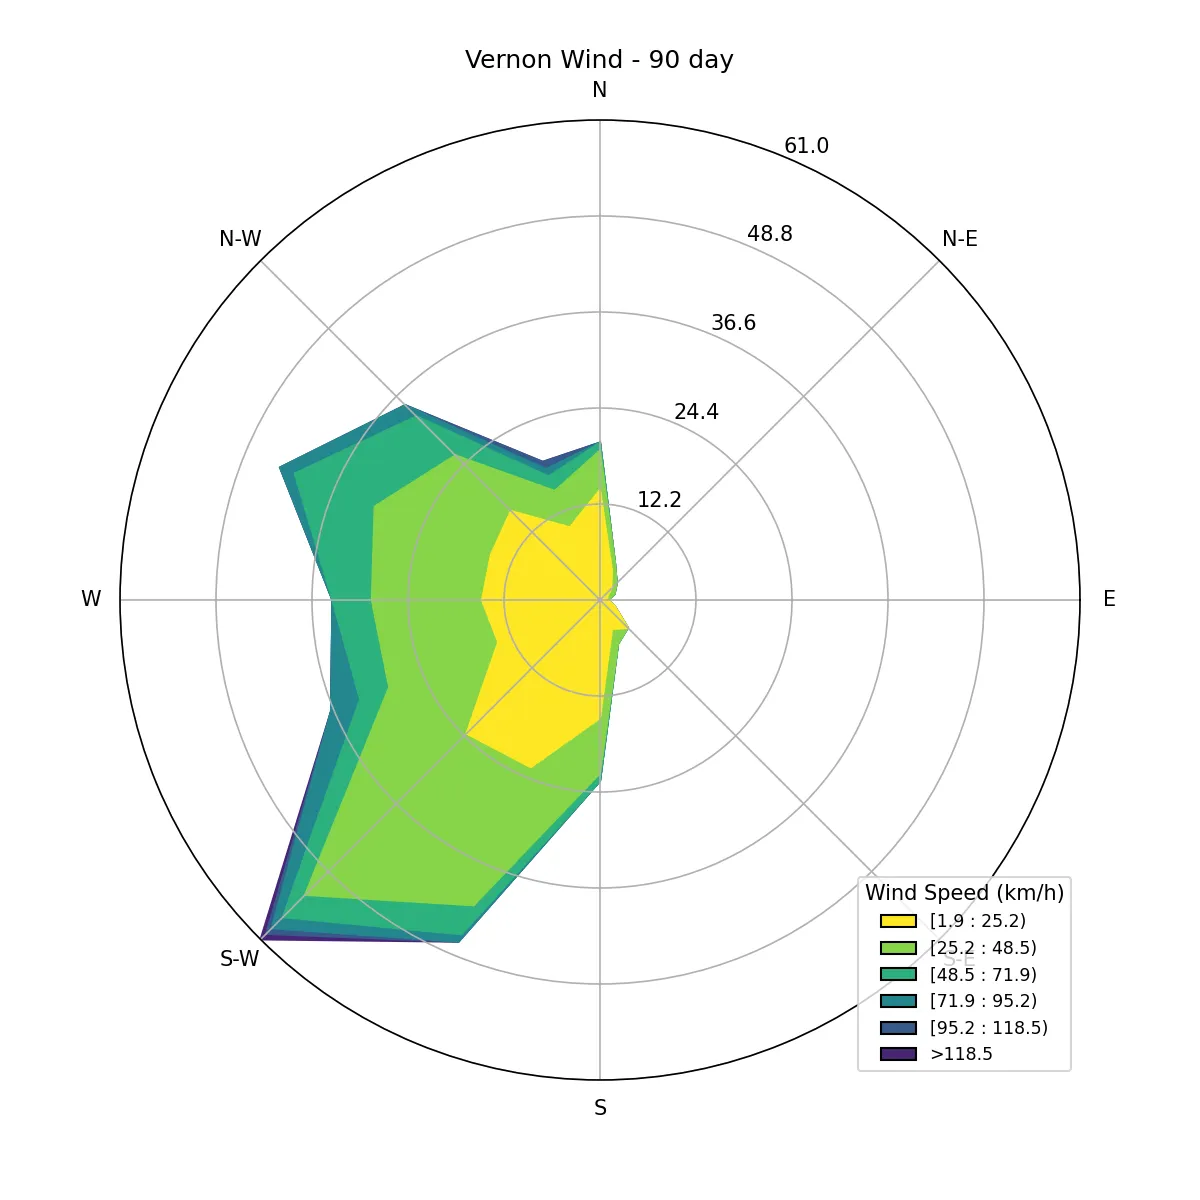 Vernon Wind - 90 day
N
61.0
N-W
48.8
N-E
36.6
24.4
12.2
W
E
S-W
S-E
S
Wind Speed (km/h)
[1.9 : 25.2)
[25.2 : 48.5)
[48.5 : 71.9)
[71.9 : 95.2)
[95.2 : 118.5)
>118.5